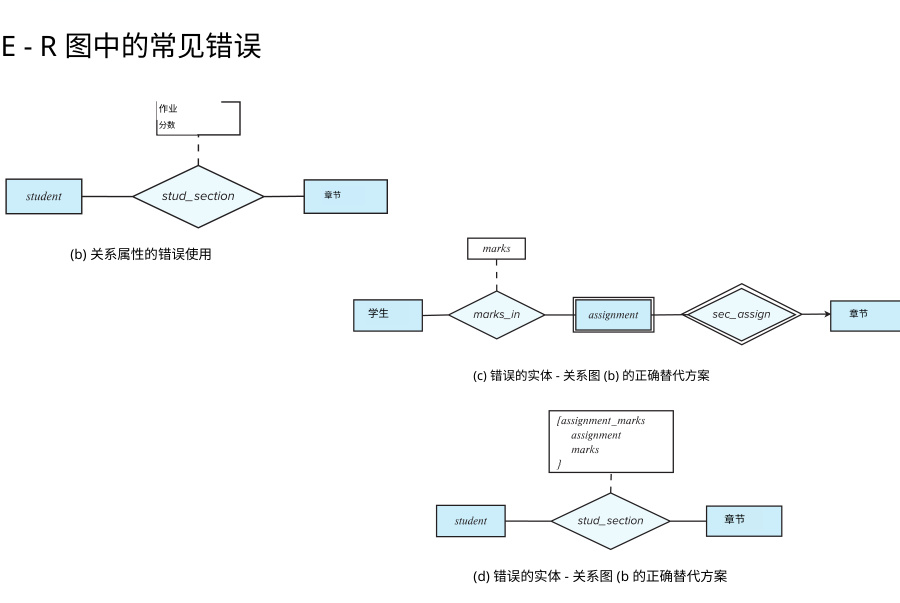 E - R 图中的常见错误
作业
分数
student
stud_section
章节
(b) 关系属性的错误使用
marks
学生
marks_in
assignment
sec_assign
章节
(c) 错误的实体 - 关系图 (b) 的正确替代方案
{assignment_marks
assignment
marks
}
student
stud_section
章节
(d) 错误的实体 - 关系图 (b 的正确替代方案